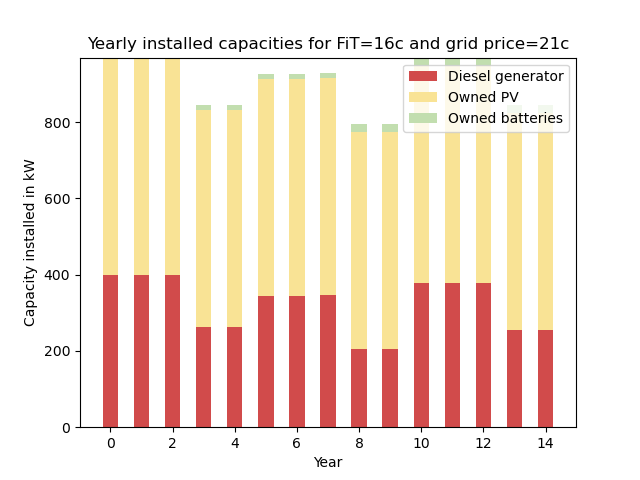 Yearly installed capacities for FiT=16c and grid price=21c
Diesel generator
Owned PV
Owned batteries
Capacity installed in kW
800
600
400
200
0
0 2 4 6 8 10 12 14
Year